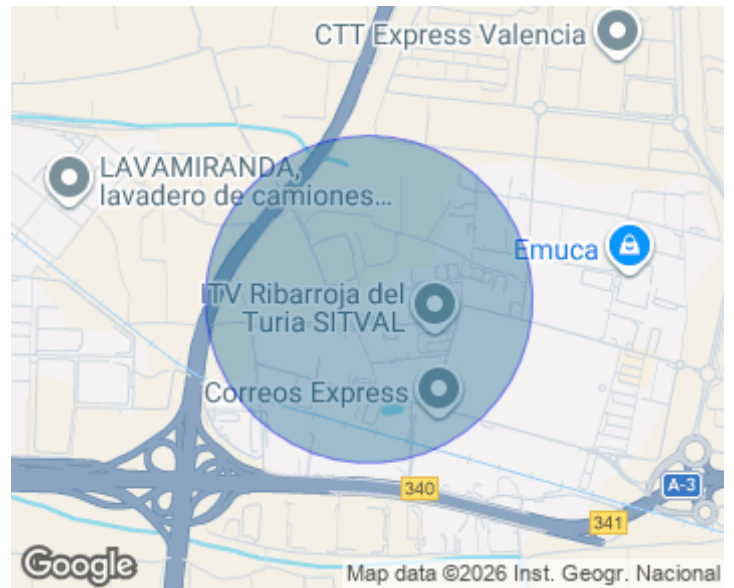 CTT Express Valencia
LAVAMIRANDA,
lavadero de camiones...
Emuca
ITV Ribarroja del
Turia SITVAL
Correos Express
340
A-3
341
Google
Map data ©2026 Inst. Geogr. Nacional